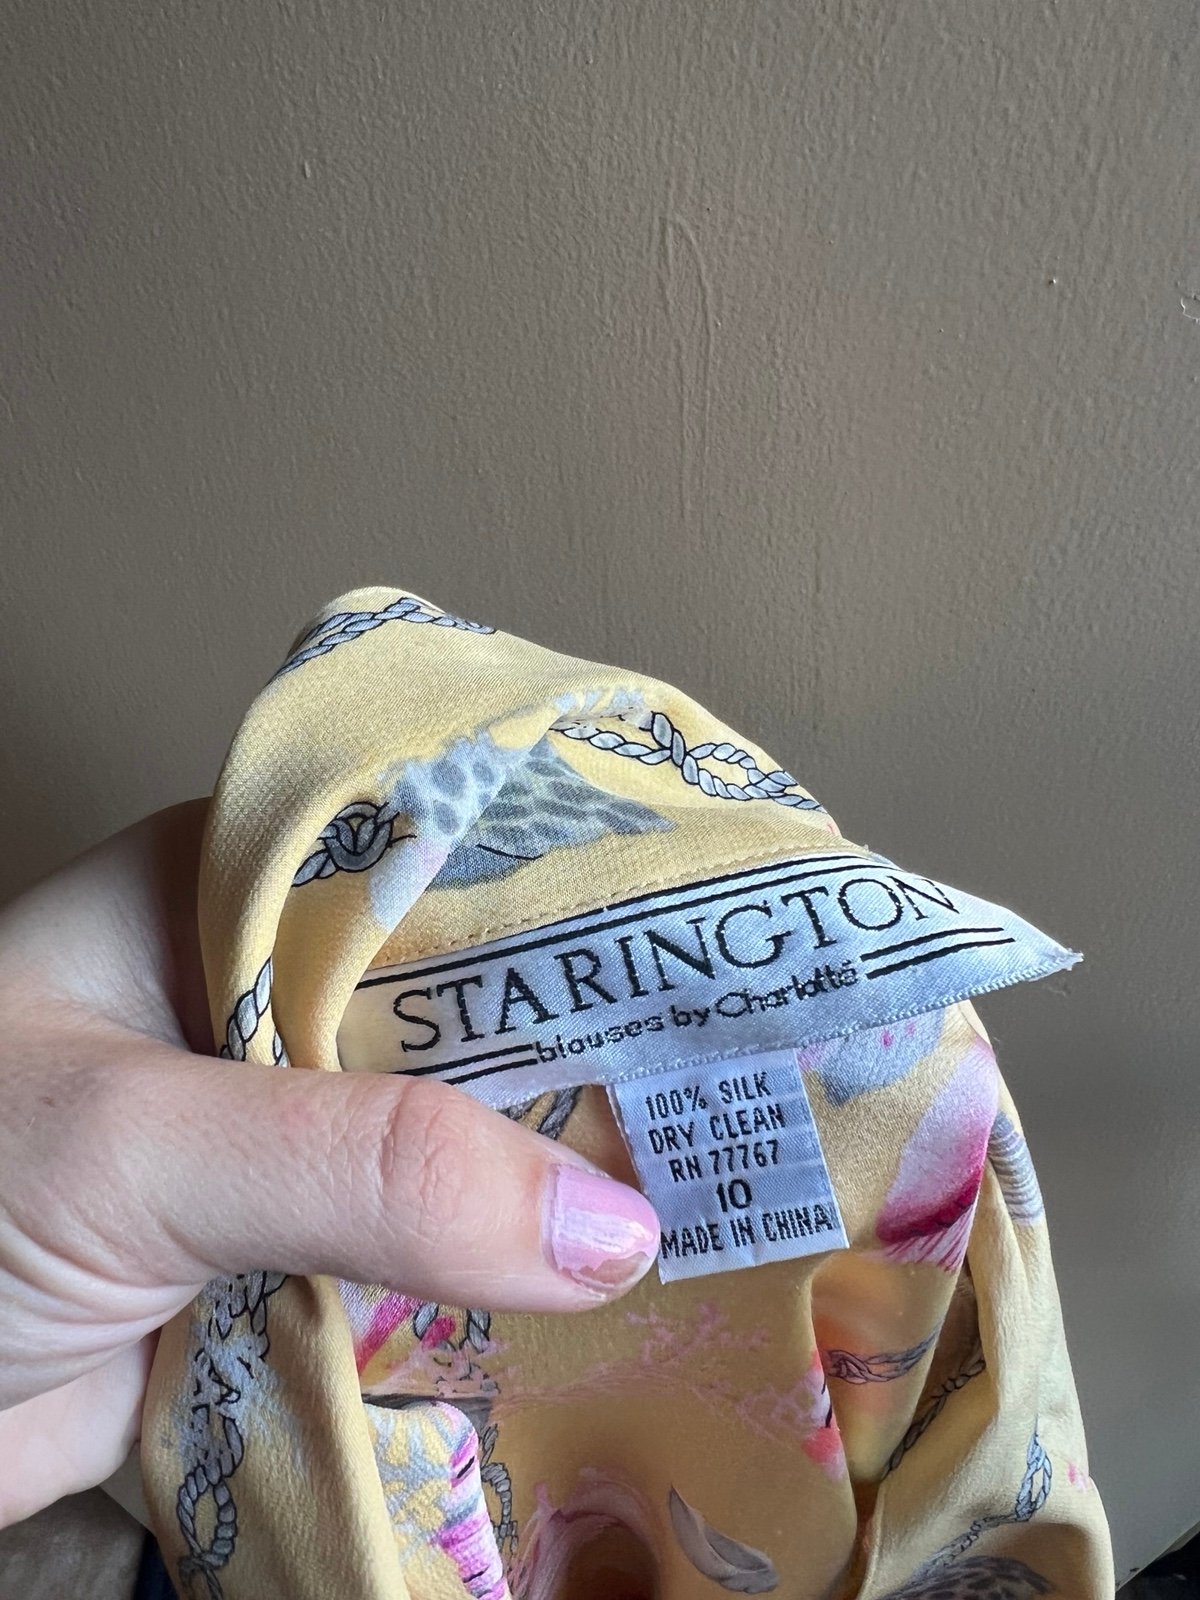 STARINGTON
blouses by Charlotte
100% SILK
DRY CLEAN
RN 77767
10
MADE IN CHINA